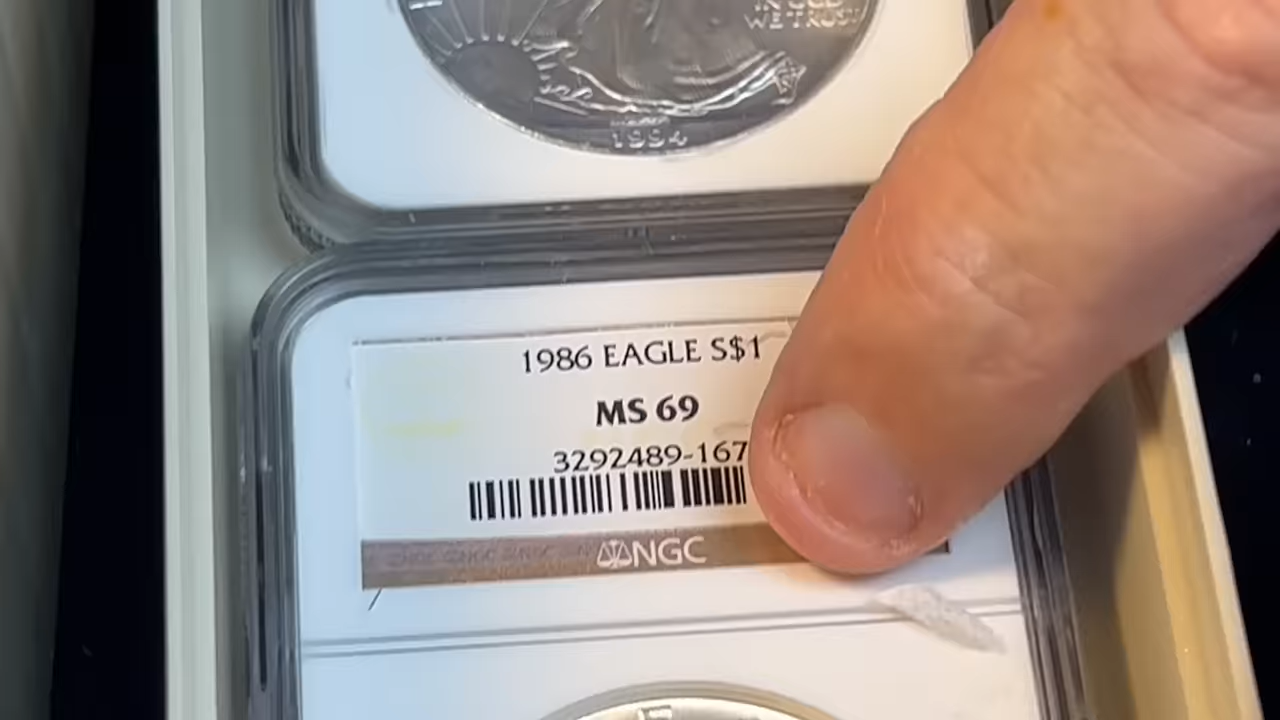 IN GOD
WE TRUST
1994
1986 EAGLE S$1
MS 69
3292489-167
NGC